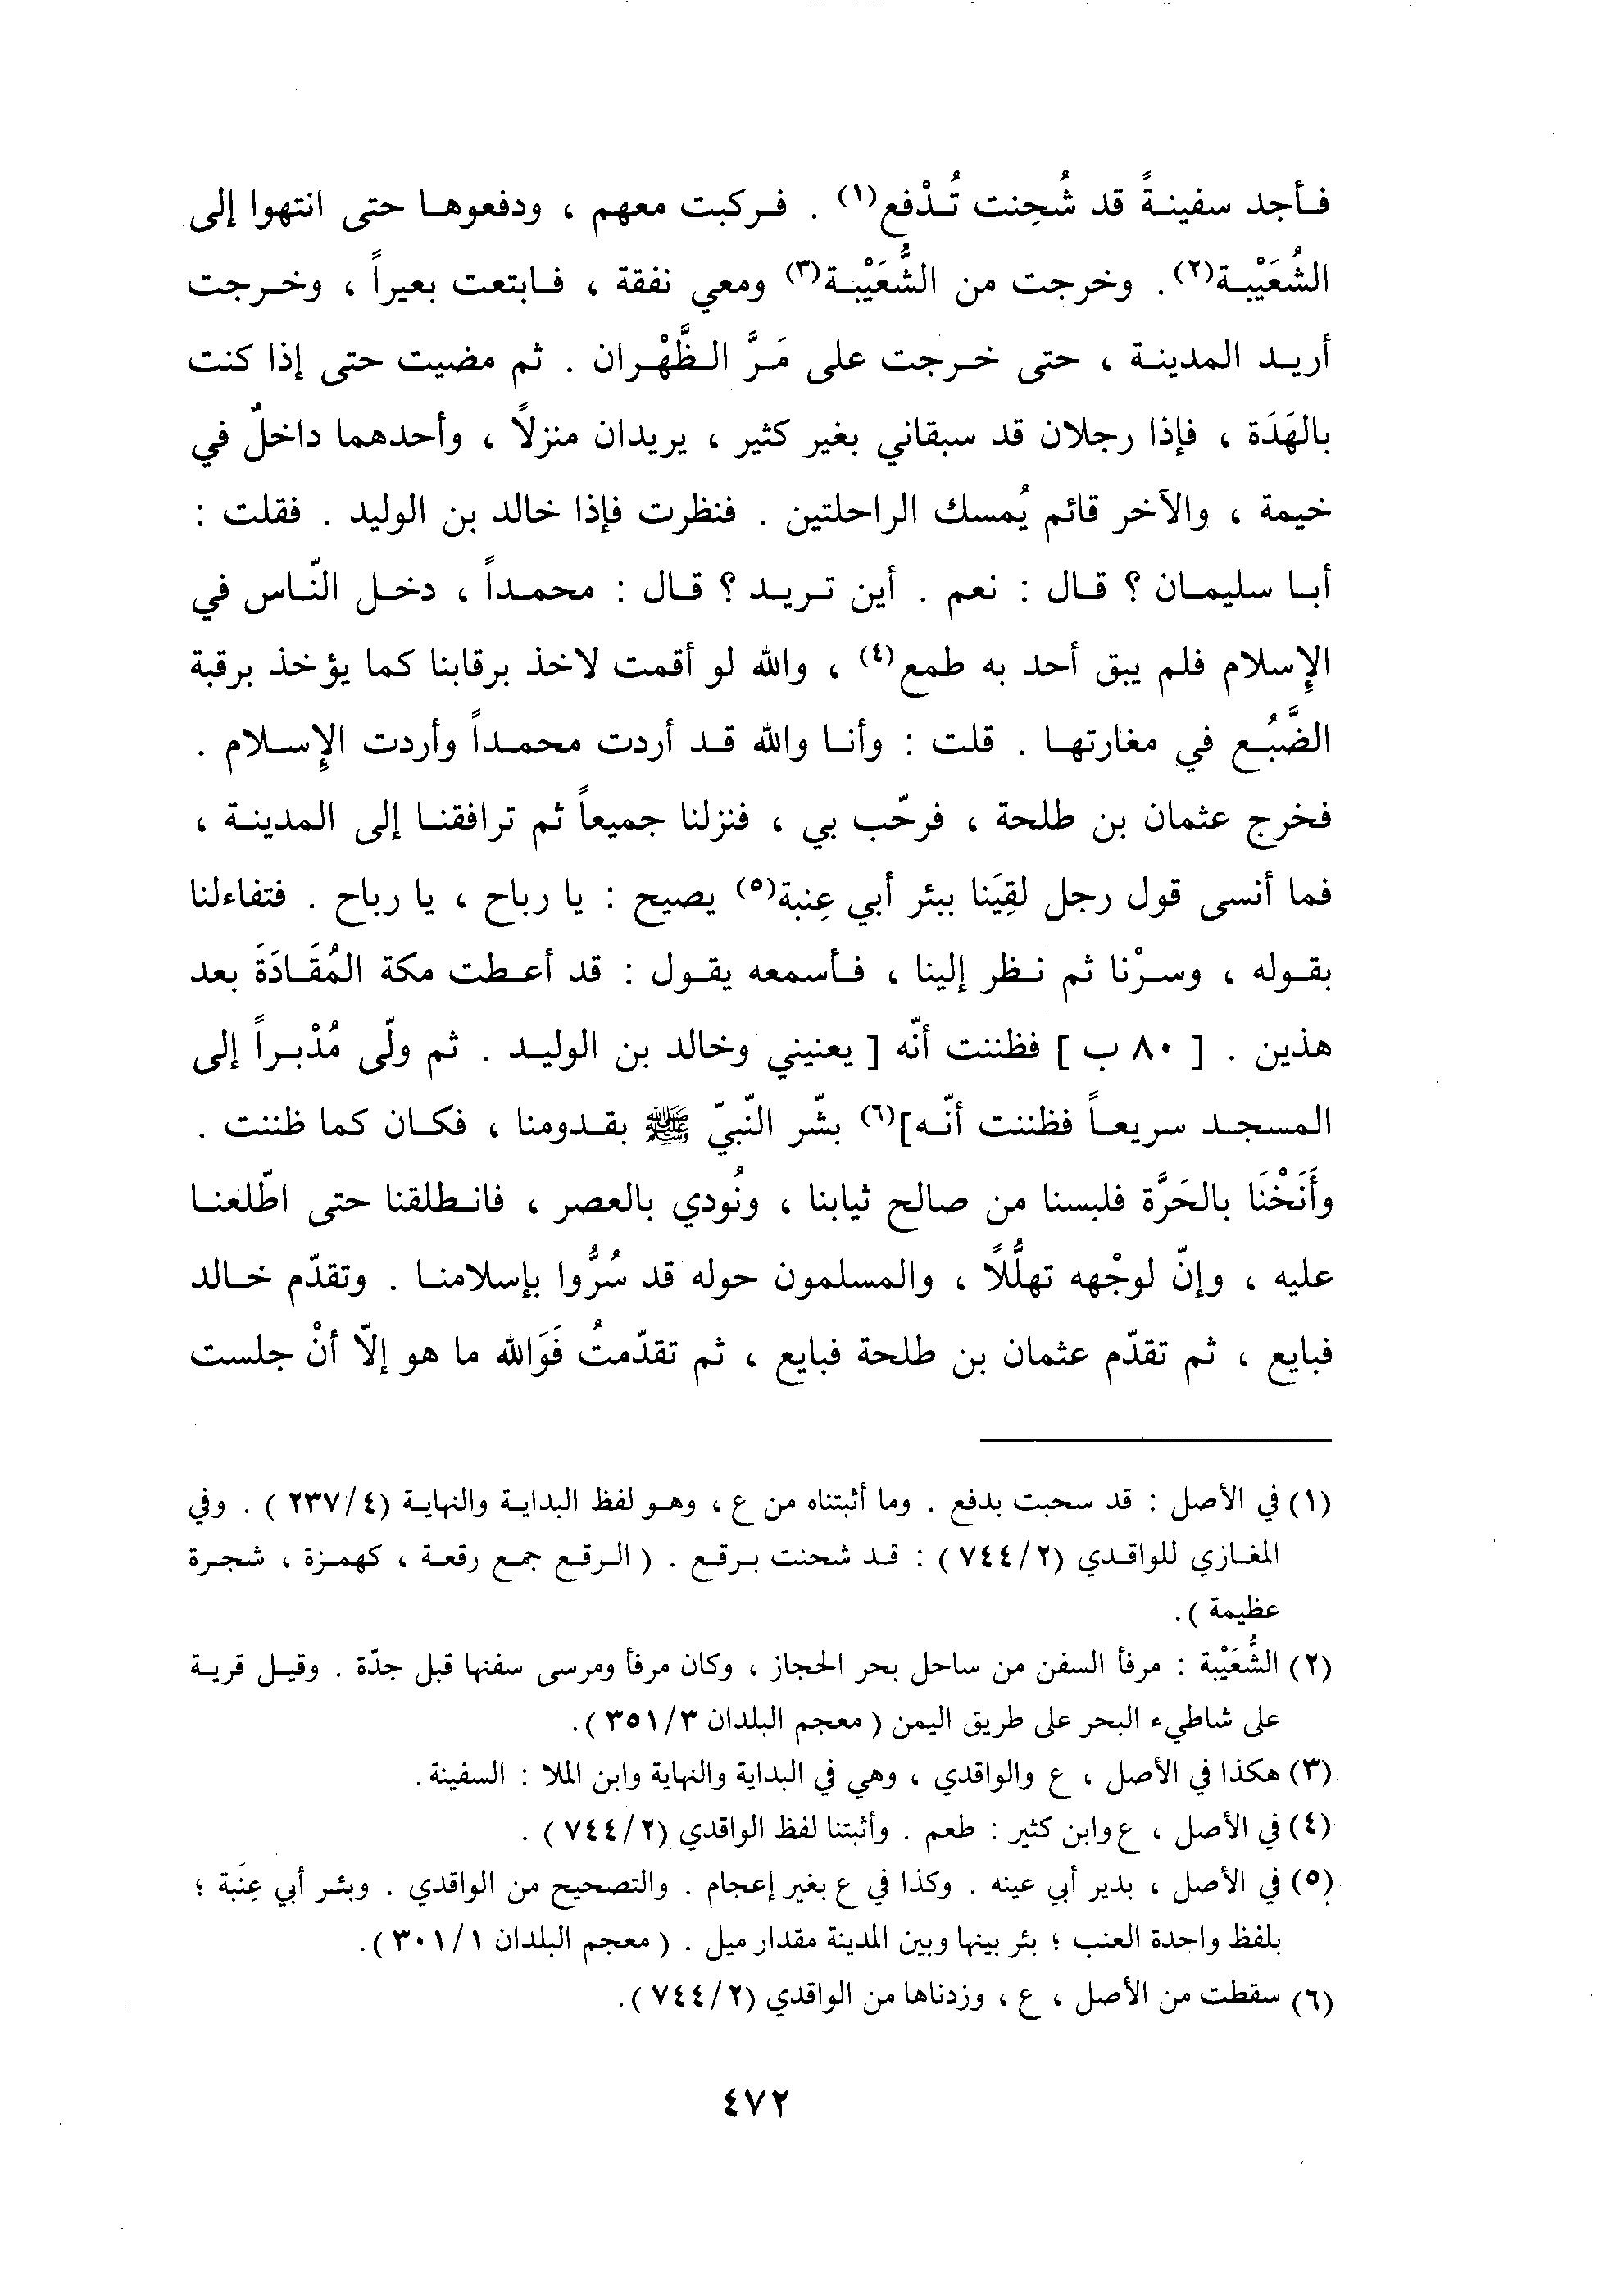 فأجد سفينةً قد شُحِنت تُدْفع(١) . فركبت معهم ، ودفعوها حتى انتهوا إلى
الشُعَيْبة(٢) . وخرجت من الشُّعَيْبة(٣) ومعي نفقة ، فابتعت بعيراً ، وخرجت
أريد المدينة ، حتى خرجت على مَرَّ الظَّهْران . ثم مضيت حتى إذا كنت
بالهَدَة ، فإذا رجلان قد سبقاني بغير كثير ، يريدان منزلاً ، وأحدهما داخلٌ في
خيمة ، والآخر قائم يُمسك الراحلتين . فنظرت فإذا خالد بن الوليد . فقلت :
أبا سليمان ؟ قال : نعم . أين تريد ؟ قال : محمداً ، دخل النّاس في
الإِسلام فلم يبق أحد به طمع(٤) ، والله لو أقمت لاخذ برقابنا كما يؤخذ برقبة
الضَّبُع في مغارتها . قلت : وأنا والله قد أردت محمداً وأردت الإِسلام .
فخرج عثمان بن طلحة ، فرحّب بي ، فنزلنا جميعاً ثم ترافقنا إلى المدينة ،
فما أنسى قول رجل لقِيَنا ببئر أبي عِنبة(٥) يصيح : يا رباح ، يا رباح . فتفاءلنا
بقوله ، وسرْنا ثم نظر إلينا ، فأسمعه يقول : قد أعطت مكة المُقَادَةَ بعد
هذين . [ ٨٠ ب ] فظننت أنّه [ يعنيني وخالد بن الوليد . ثم ولّى مُدْبراً إلى
المسجد سريعاً فظننت أنّه](٦) بشّر النّبيّ ﷺ بقدومنا ، فكان كما ظننت .
وأَنَخْنَا بالحَرَّة فلبسنا من صالح ثيابنا ، ونُودي بالعصر ، فانطلقنا حتى اطّلعنا
عليه ، وإنّ لوجْهه تهلُّلاً ، والمسلمون حوله قد سُرُّوا بإسلامنا . وتقدّم خالد
فبايع ، ثم تقدّم عثمان بن طلحة فبايع ، ثم تقدّمتُ فَوَالله ما هو إلّا أنْ جلست
(١) في الأصل : قد سحبت بدفع . وما أثبتناه من ع ، وهو لفظ البداية والنهاية (٢٣٧/٤) . وفي
المغازي للواقدي (٧٤٤/٢) : قد شحنت برقع . ( الرقع جمع رقعة ، كهمزة ، شجرة
عظيمة ).
(٢) الشُّعَيْبة : مرفأ السفن من ساحل بحر الحجاز ، وكان مرفأ ومرسى سفنها قبل جدّة . وقيل قرية
على شاطيء البحر على طريق اليمن ( معجم البلدان ٣٥١/٣).
(٣) هكذا في الأصل ، ع والواقدي ، وهي في البداية والنهاية وابن الملا : السفينة.
(٤) في الأصل ، ع وابن كثير : طعم . وأثبتنا لفظ الواقدي (٧٤٤/٢) .
(٥) في الأصل ، بدير أبي عينه . وكذا في ع بغير إعجام . والتصحيح من الواقدي . وبئر أبي عِنَبة ؛
بلفظ واحدة العنب ؛ بئر بينها وبين المدينة مقدار ميل . ( معجم البلدان ٣٠١/١).
(٦) سقطت من الأصل ، ع ، وزدناها من الواقدي (٧٤٤/٢).
٤٧٢